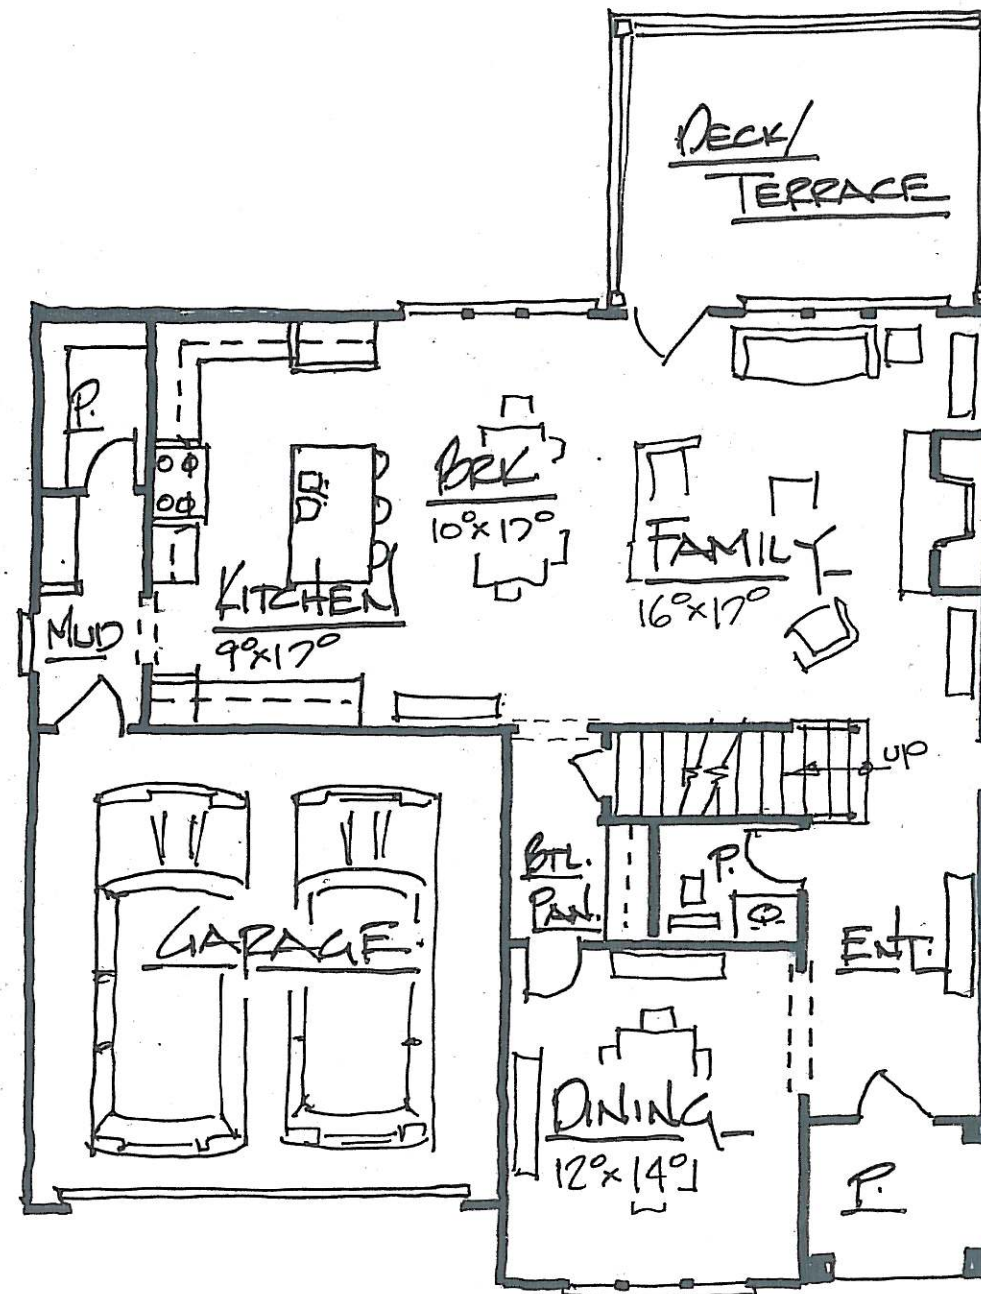 DECK/
TERRACE
P.
BRK
10⁰x17⁰
FAMILY
16⁰x17⁰
KITCHEN
9⁰x17⁰
MUD
UP
BTL.
PAN.
P.
GARAGE
ENT.
DINING
12⁰x14⁰
P.